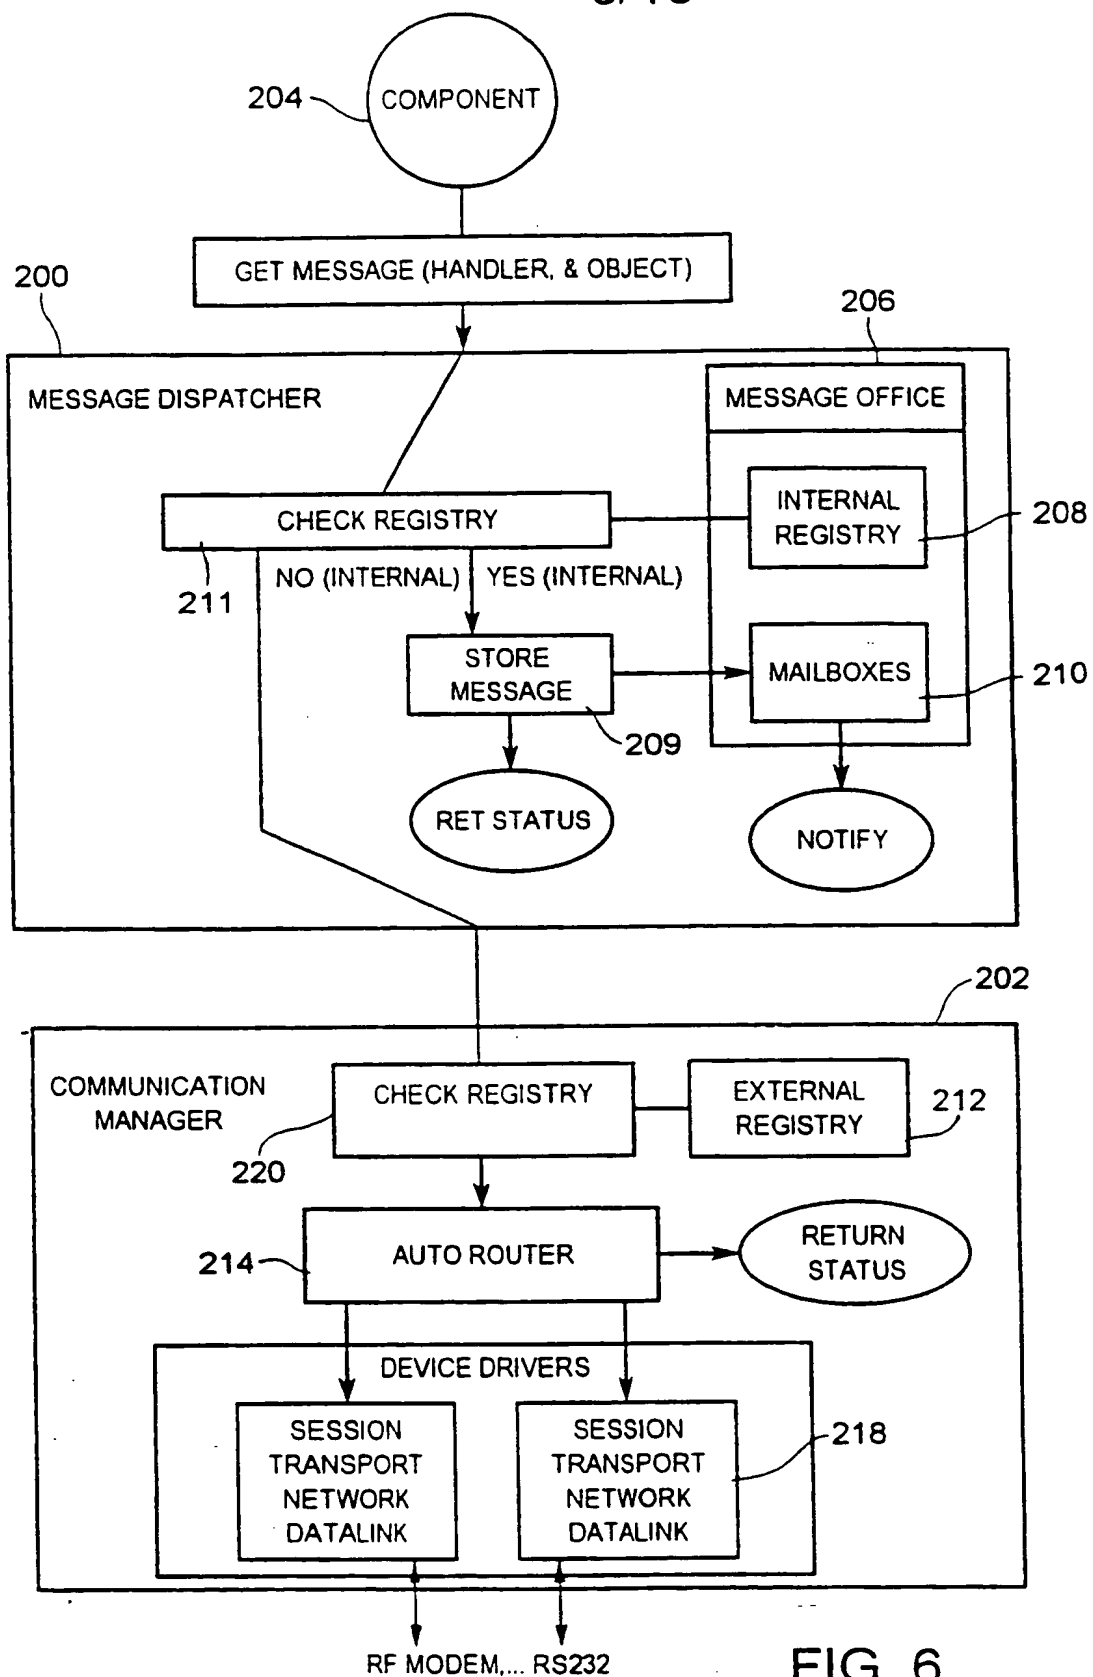 204
COMPONENT
GET MESSAGE (HANDLER, & OBJECT)
200
206
MESSAGE DISPATCHER
MESSAGE OFFICE
INTERNAL
REGISTRY
208
CHECK REGISTRY
211
NO (INTERNAL)
YES (INTERNAL)
STORE
MESSAGE
209
MAILBOXES
210
RET STATUS
NOTIFY
202
COMMUNICATION
MANAGER
CHECK REGISTRY
220
EXTERNAL
REGISTRY
212
214
AUTO ROUTER
RETURN
STATUS
DEVICE DRIVERS
SESSION
TRANSPORT
NETWORK
DATALINK
SESSION
TRANSPORT
NETWORK
DATALINK
218
RF MODEM,... RS232
FIG. 6